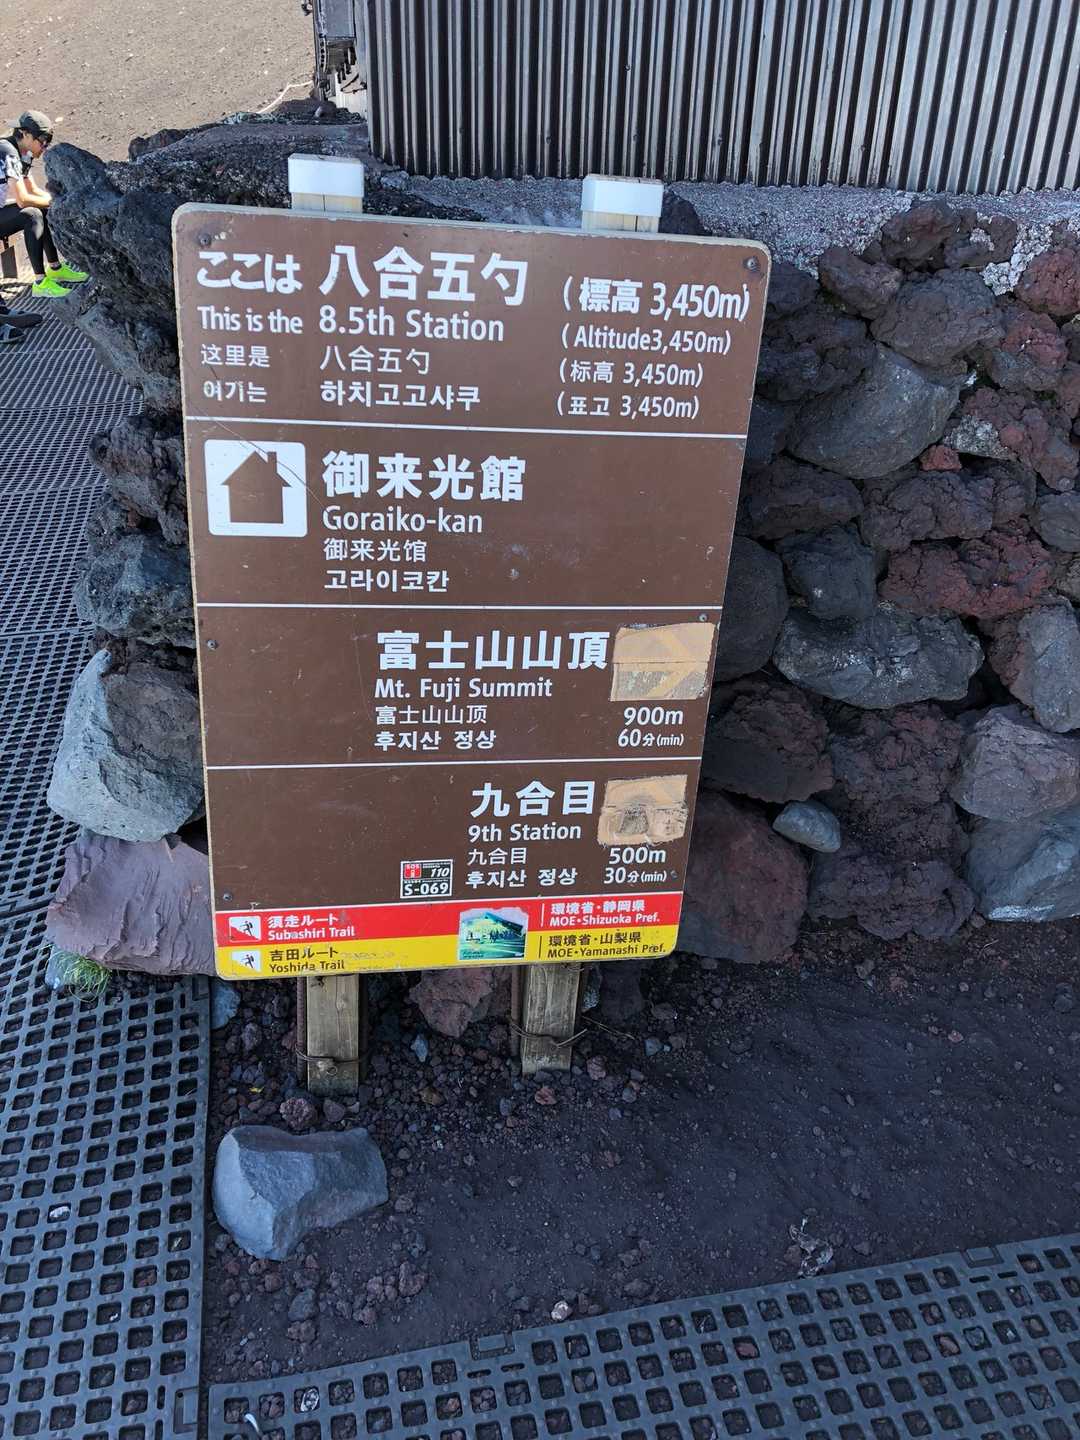 ここは 八合五勺 (標高 3,450m)
This is the 8.5th Station (Altitude3,450m)
这里是 八合五勺 (标高 3,450m)
여기는 하치고고샤쿠 (표고 3,450m)
御来光館
Goraiko-kan
御来光馆
고라이코칸
富士山山頂
Mt. Fuji Summit
富士山山顶 900m
후지산 정상 60分(min)
九合目
9th Station
九合目 500m
후지산 정상 30分(min)
SOS 110
S-069
須走ルート 環境省・静岡県
Subashiri Trail MOE・Shizuoka Pref.
吉田ルート 環境省・山梨県
Yoshida Trail MOE・Yamanashi Pref.